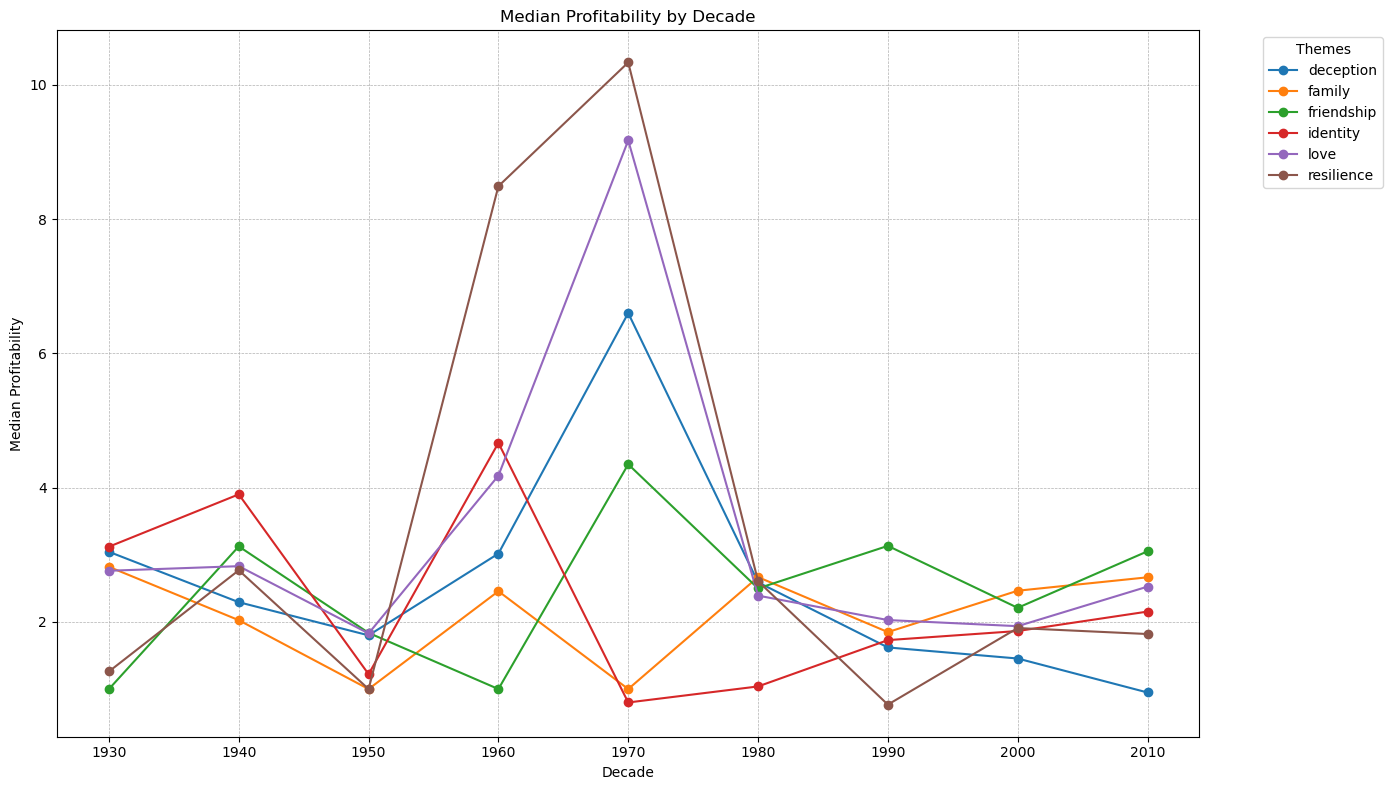 Median Profitability by Decade
Themes
deception
family
friendship
identity
love
resilience
Median Profitability
10
8
6
4
2
1930 1940 1950 1960 1970 1980 1990 2000 2010
Decade